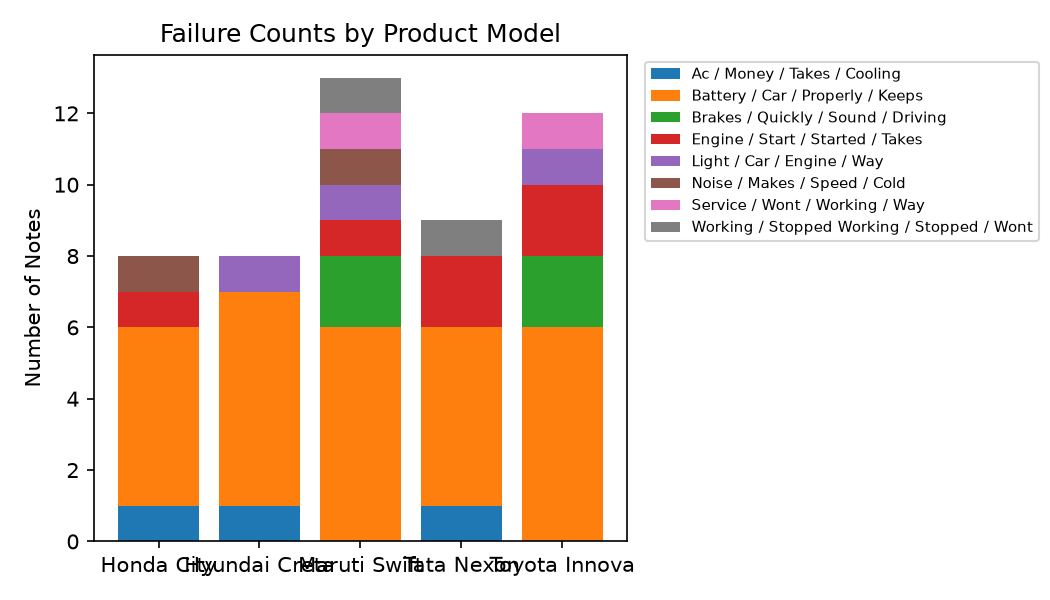 Failure Counts by Product Model
Ac / Money / Takes / Cooling
Battery / Car / Properly / Keeps
Brakes / Quickly / Sound / Driving
Engine / Start / Started / Takes
Light / Car / Engine / Way
Noise / Makes / Speed / Cold
Service / Wont / Working / Way
Working / Stopped Working / Stopped / Wont
Number of Notes
12
10
8
6
4
2
0
Honda City Hyundai Creta Maruti Swift Tata Nexon Toyota Innova